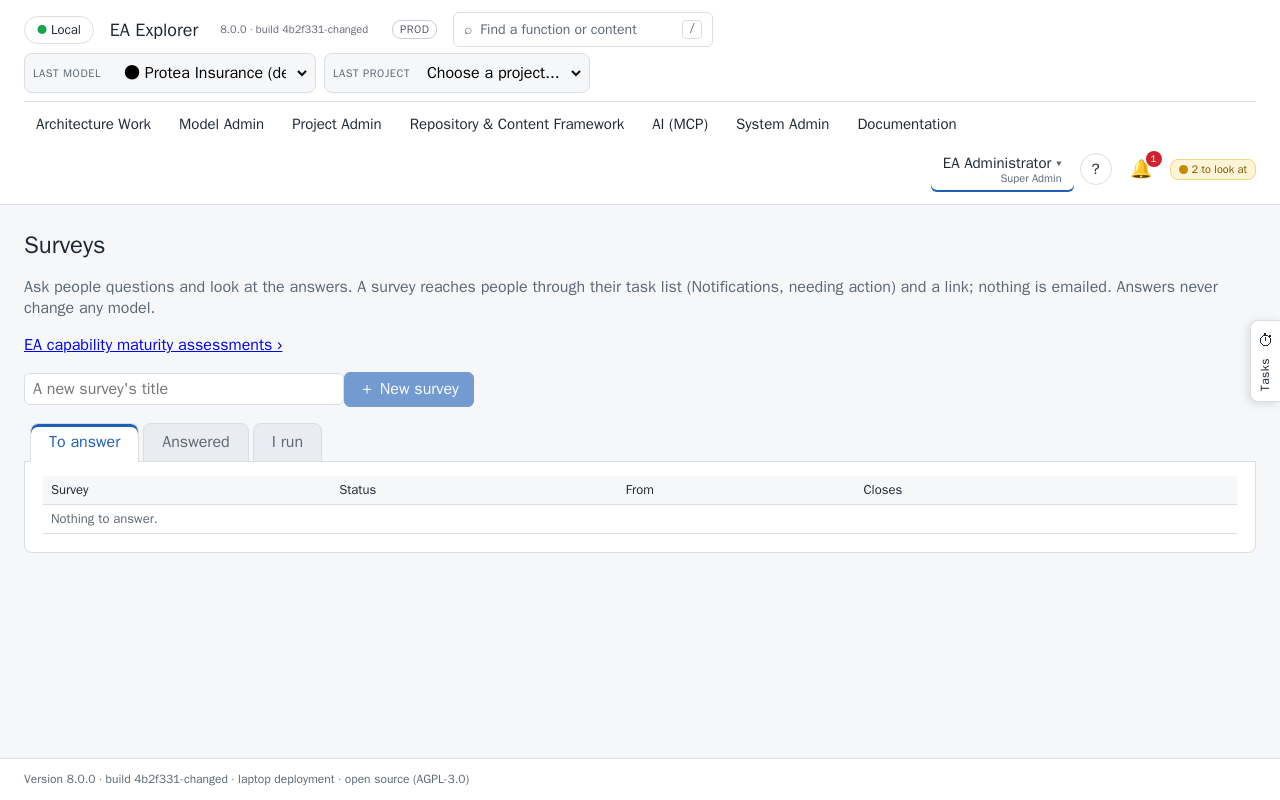 Local
EA Explorer
8.0.0 · build 4b2f331-changed
PROD
Find a function or content
/
LAST MODEL
Protea Insurance (de
LAST PROJECT
Choose a project...
Architecture Work
Model Admin
Project Admin
Repository & Content Framework
AI (MCP)
System Admin
Documentation
EA Administrator ▾
Super Admin
?
1
2 to look at
Surveys
Ask people questions and look at the answers. A survey reaches people through their task list (Notifications, needing action) and a link; nothing is emailed. Answers never
change any model.
EA capability maturity assessments ›
Tasks
A new survey's title
+ New survey
To answer
Answered
I run
Survey
Status
From
Closes
Nothing to answer.
Version 8.0.0 · build 4b2f331-changed · laptop deployment · open source (AGPL-3.0)